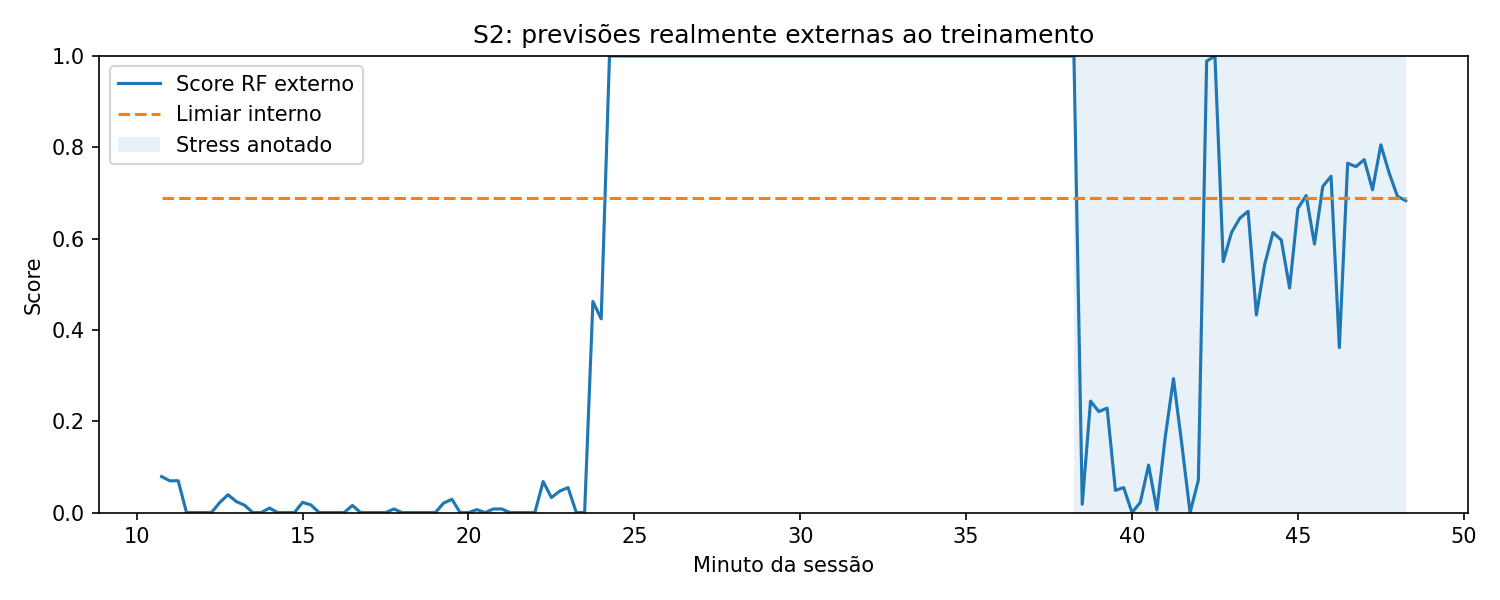 S2: previsões realmente externas ao treinamento
Score RF externo
Limiar interno
Stress anotado
Score
1.0
0.8
0.6
0.4
0.2
0.0
10 15 20 25 30 35 40 45 50
Minuto da sessão